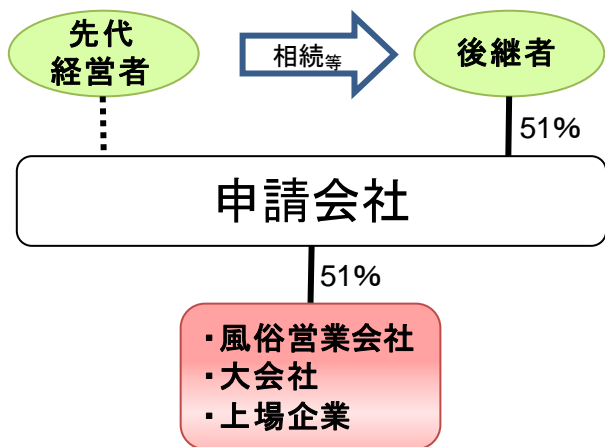 先代
経営者
相続等
後継者
51%
申請会社
51%
・風俗営業会社
・大会社
・上場企業